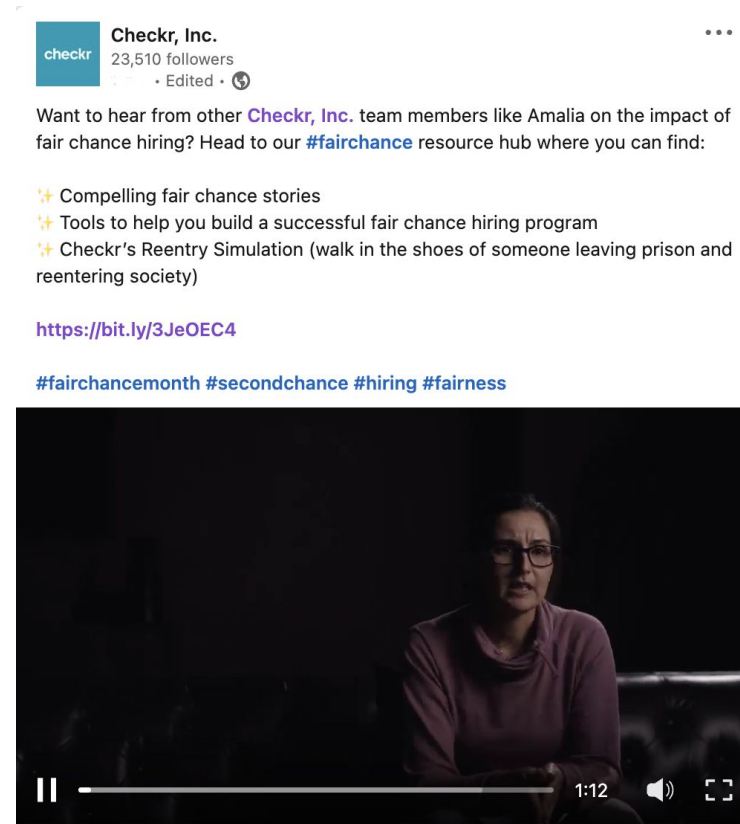 checkr
Checkr, Inc.
23,510 followers
• Edited •
Want to hear from other Checkr, Inc. team members like Amalia on the impact of
fair chance hiring? Head to our #fairchance resource hub where you can find:
✨ Compelling fair chance stories
✨ Tools to help you build a successful fair chance hiring program
✨ Checkr’s Reentry Simulation (walk in the shoes of someone leaving prison and
reentering society)
https://bit.ly/3JeOEC4
#fairchancemonth #secondchance #hiring #fairness
1:12